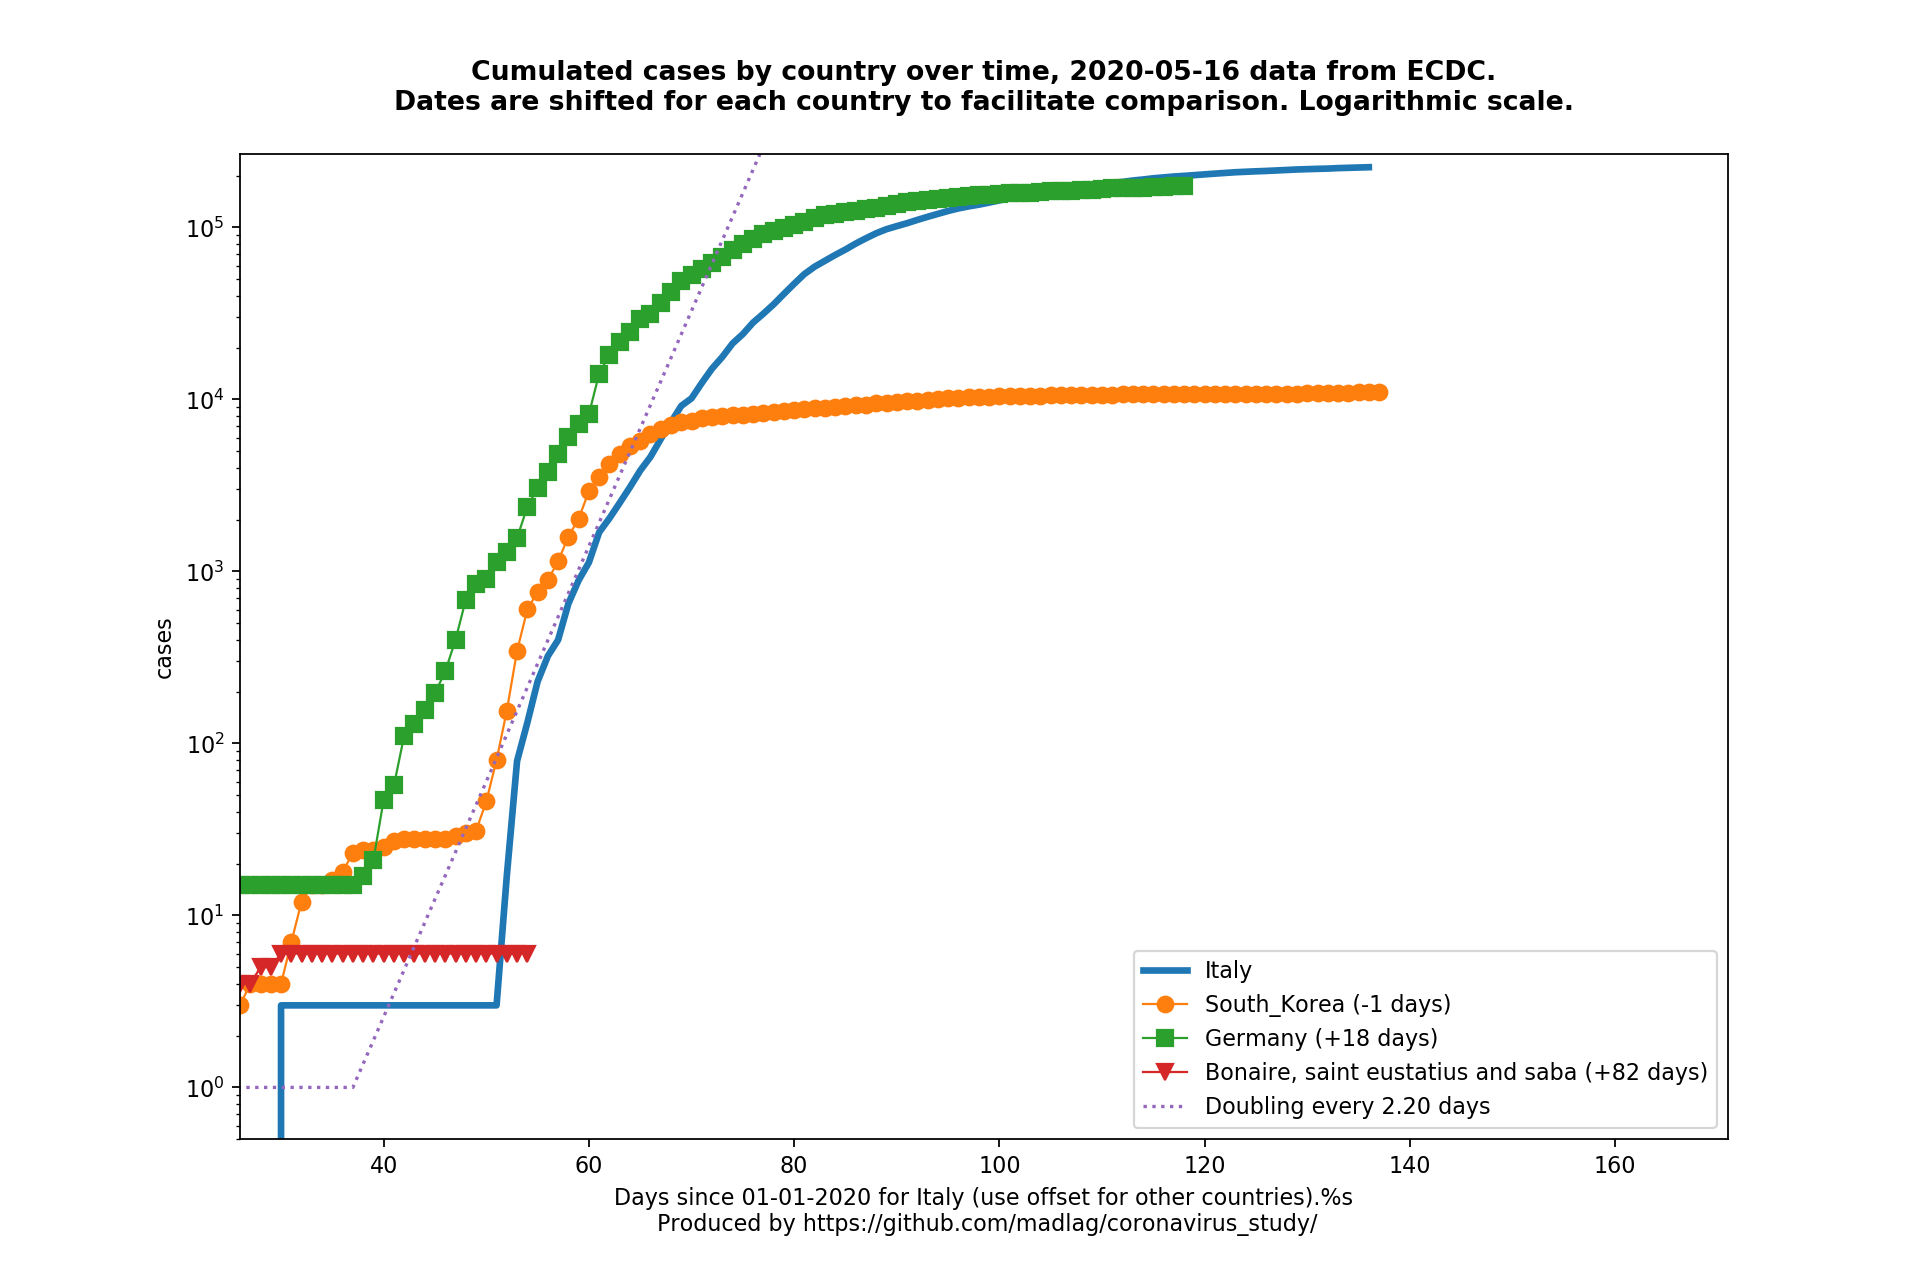 Cumulated cases by country over time, 2020-05-16 data from ECDC.
Dates are shifted for each country to facilitate comparison. Logarithmic scale.
cases
10^5
10^4
10^3
10^2
10^1
10^0
40 60 80 100 120 140 160
Italy
South_Korea (-1 days)
Germany (+18 days)
Bonaire, saint eustatius and saba (+82 days)
Doubling every 2.20 days
Days since 01-01-2020 for Italy (use offset for other countries).%s
Produced by https://github.com/madlag/coronavirus_study/